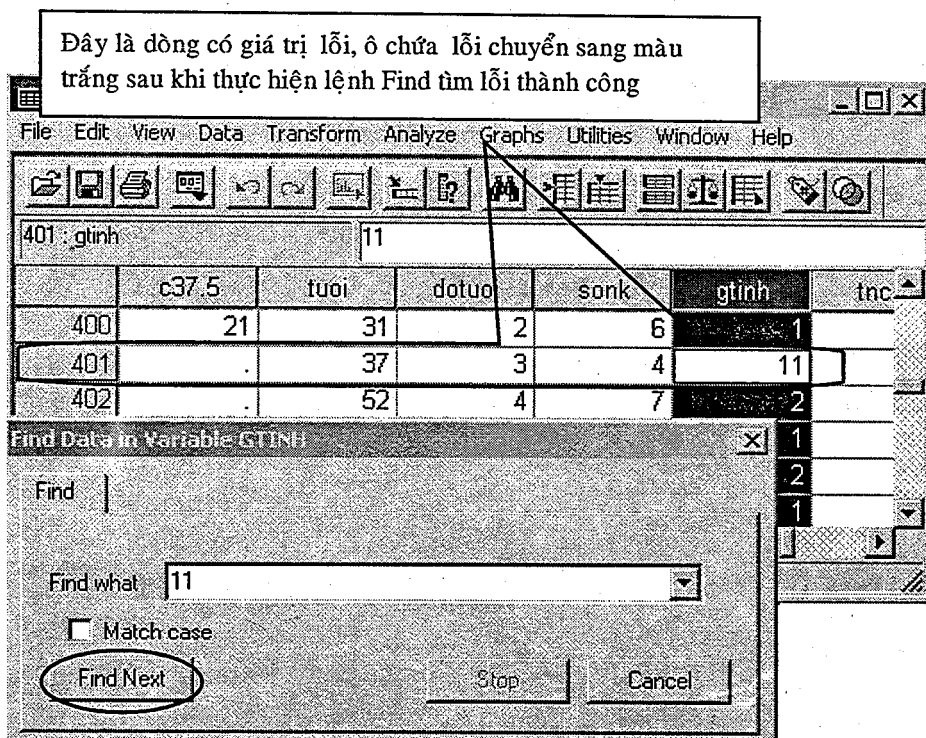 Đây là dòng có giá trị lỗi, ô chứa lỗi chuyển sang màu
trắng sau khi thực hiện lệnh Find tìm lỗi thành công
File Edit View Data Transform Analyze Graphs Utilities Window Help
401 : gtinh 11
c37.5 tuoi dotuo sonk gtinh tnc
400 21 31 2 6 1
401 . 37 3 4 11
402 . 52 4 7 2
Find Data in Variable GTINH 1
Find 2
1
Find what 11
Match case
Find Next Stop Cancel